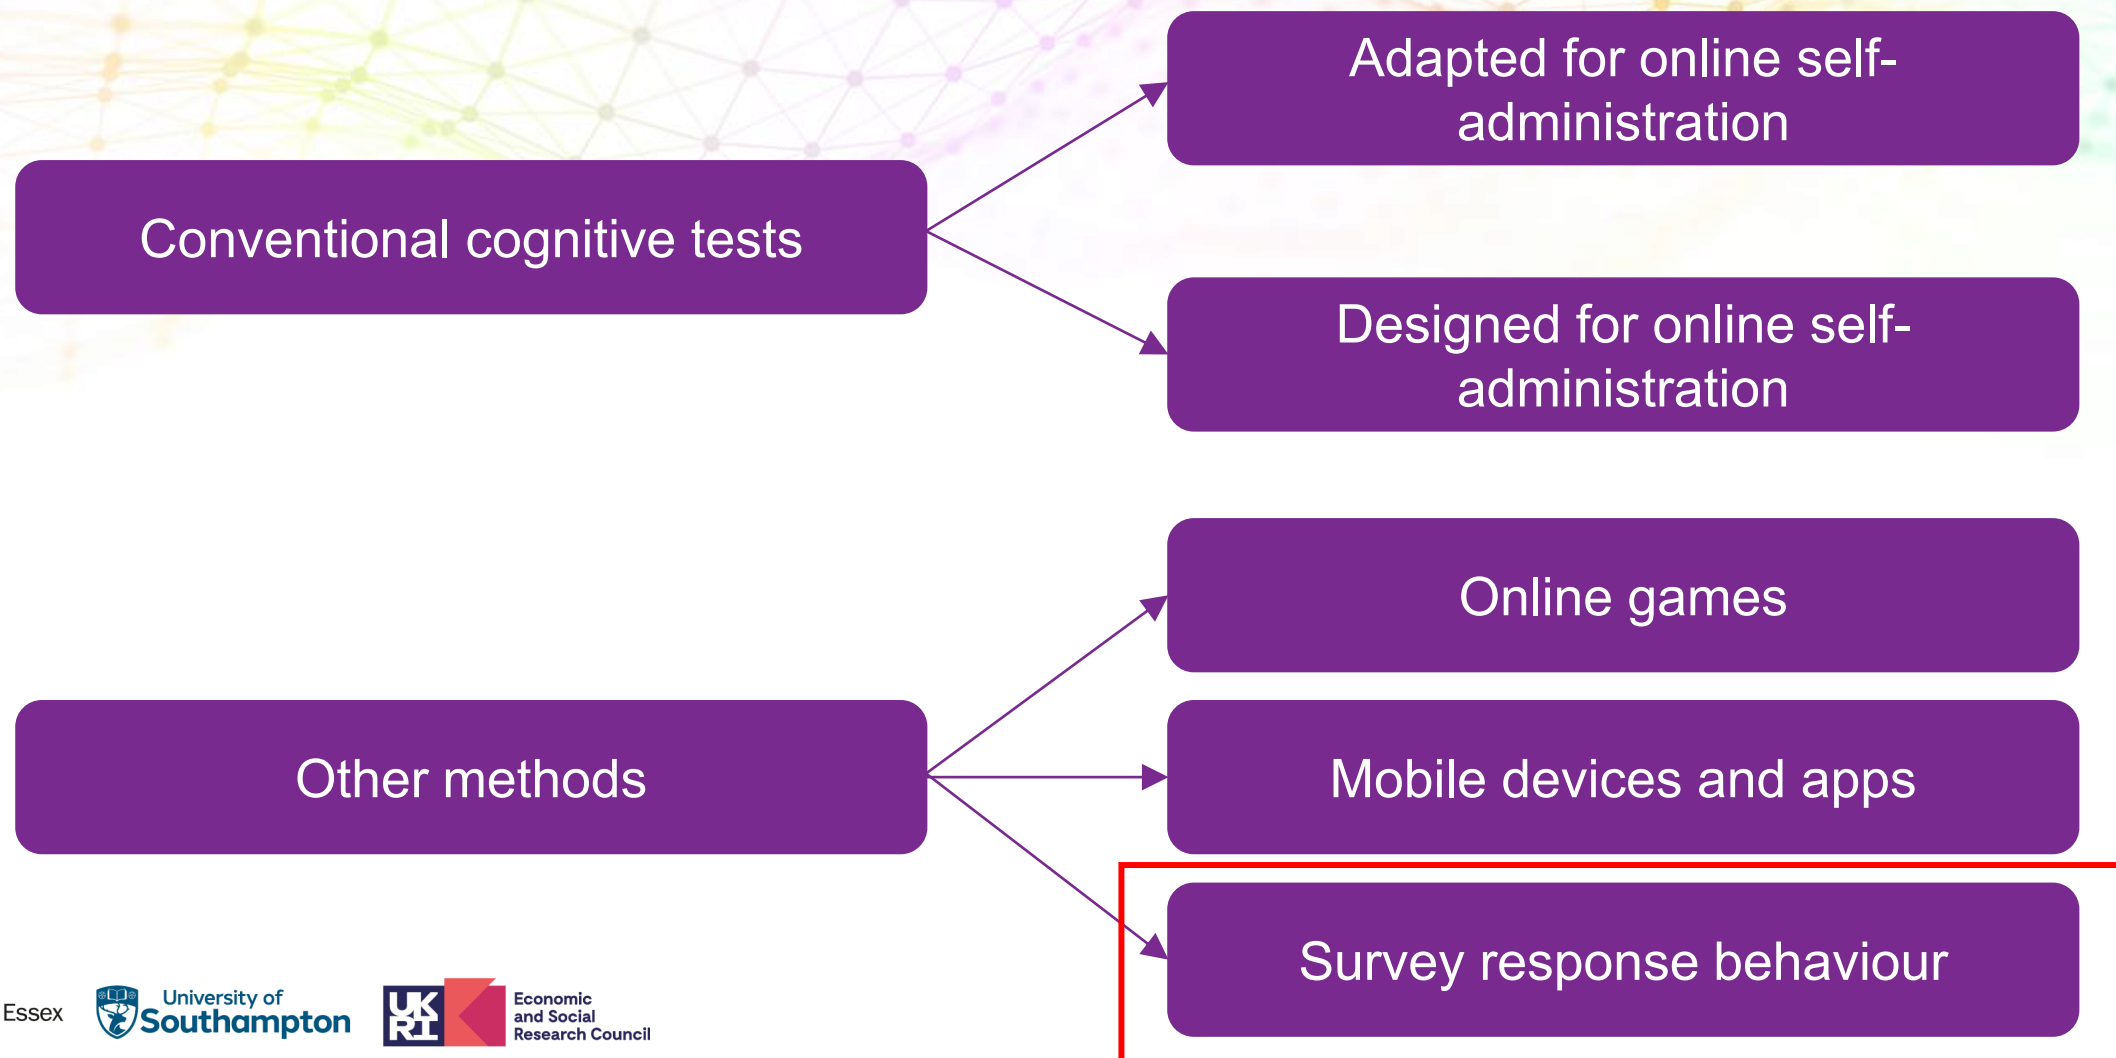 Adapted for online self-
administration
Conventional cognitive tests
Designed for online self-
administration
Online games
Other methods
Mobile devices and apps
Survey response behaviour
Essex
University of
Southampton
UK
RI
Economic
and Social
Research Council